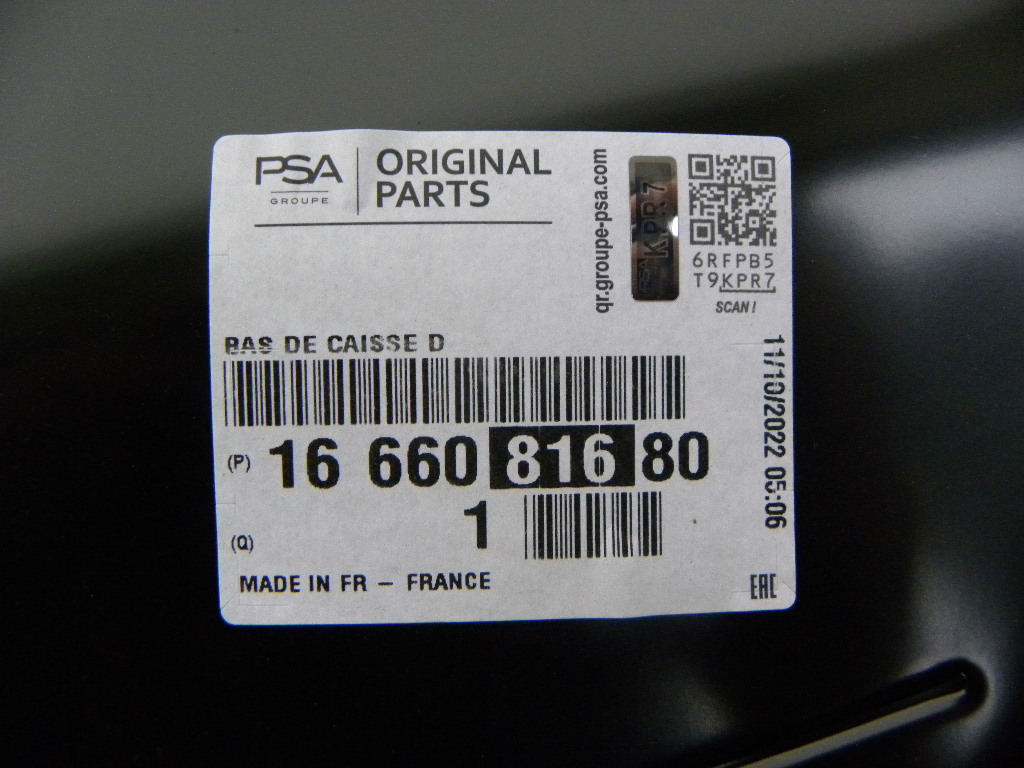 PSA
GROUPE
ORIGINAL
PARTS
qr.groupe-psa.com
PSA
KPR7
6RFPB5
T9KPR7
SCAN!
BAS DE CAISSE D
(P) 16 660 816 80
(Q) 1
MADE IN FR – FRANCE
11/10/2022 05:06
EAC